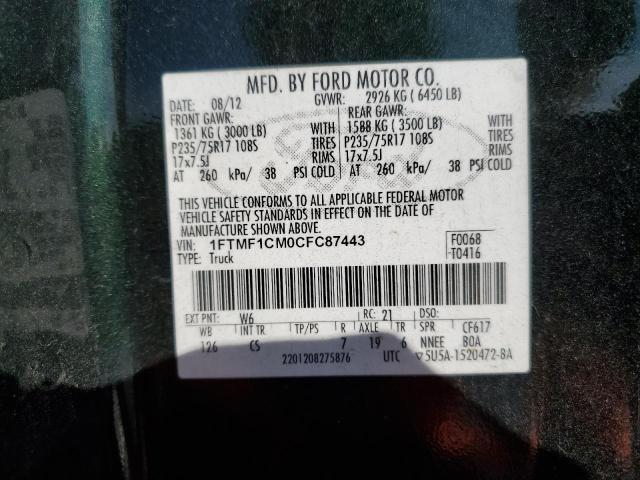 MFD. BY FORD MOTOR CO.
DATE: 08/12 GVWR: 2926 KG ( 6450 LB)
FRONT GAWR: REAR GAWR:
1361 KG ( 3000 LB) WITH 1588 KG ( 3500 LB) WITH
P235/75R17 108S TIRES P235/75R17 108S TIRES
17x7.5J RIMS 17x7.5J RIMS
AT 260 kPa/ 38 PSI COLD AT 260 kPa/ 38 PSI COLD
THIS VEHICLE CONFORMS TO ALL APPLICABLE FEDERAL MOTOR
VEHICLE SAFETY STANDARDS IN EFFECT ON THE DATE OF
MANUFACTURE SHOWN ABOVE.
VIN: 1FTMF1CM0CFC87443 F0068
TYPE: Truck T0416
EXT PNT: W6 RC: 21 DSO:
WB INT TR TP/PS R AXLE TR SPR CF617
126 CS 7 19 6 NNEE BOA
2201208275876 UTC ▽5U5A-1520472-BA